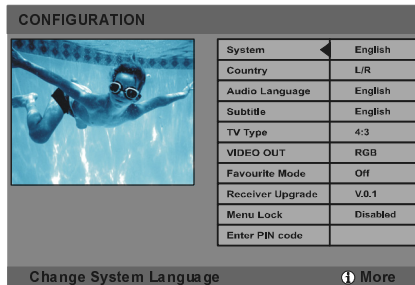 CONFIGURATION
System English
Country L/R
Audio Language English
Subtitle English
TV Type 4:3
VIDEO OUT RGB
Favourite Mode Off
Receiver Upgrade V.0.1
Menu Lock Disabled
Enter PIN code
Change System Language i More